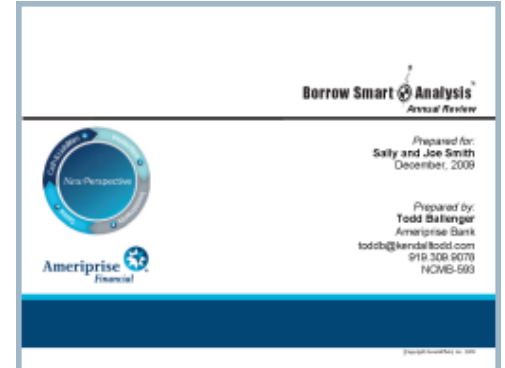 Borrow Smart Analysis
Annual Review
Prepared for:
Sally and Joe Smith
December, 2009
New Perspective
Prepared by:
Todd Ballenger
Ameriprise Bank
toddb@kendalltodd.com
919.309.9078
NCMB-593
Ameriprise
Financial